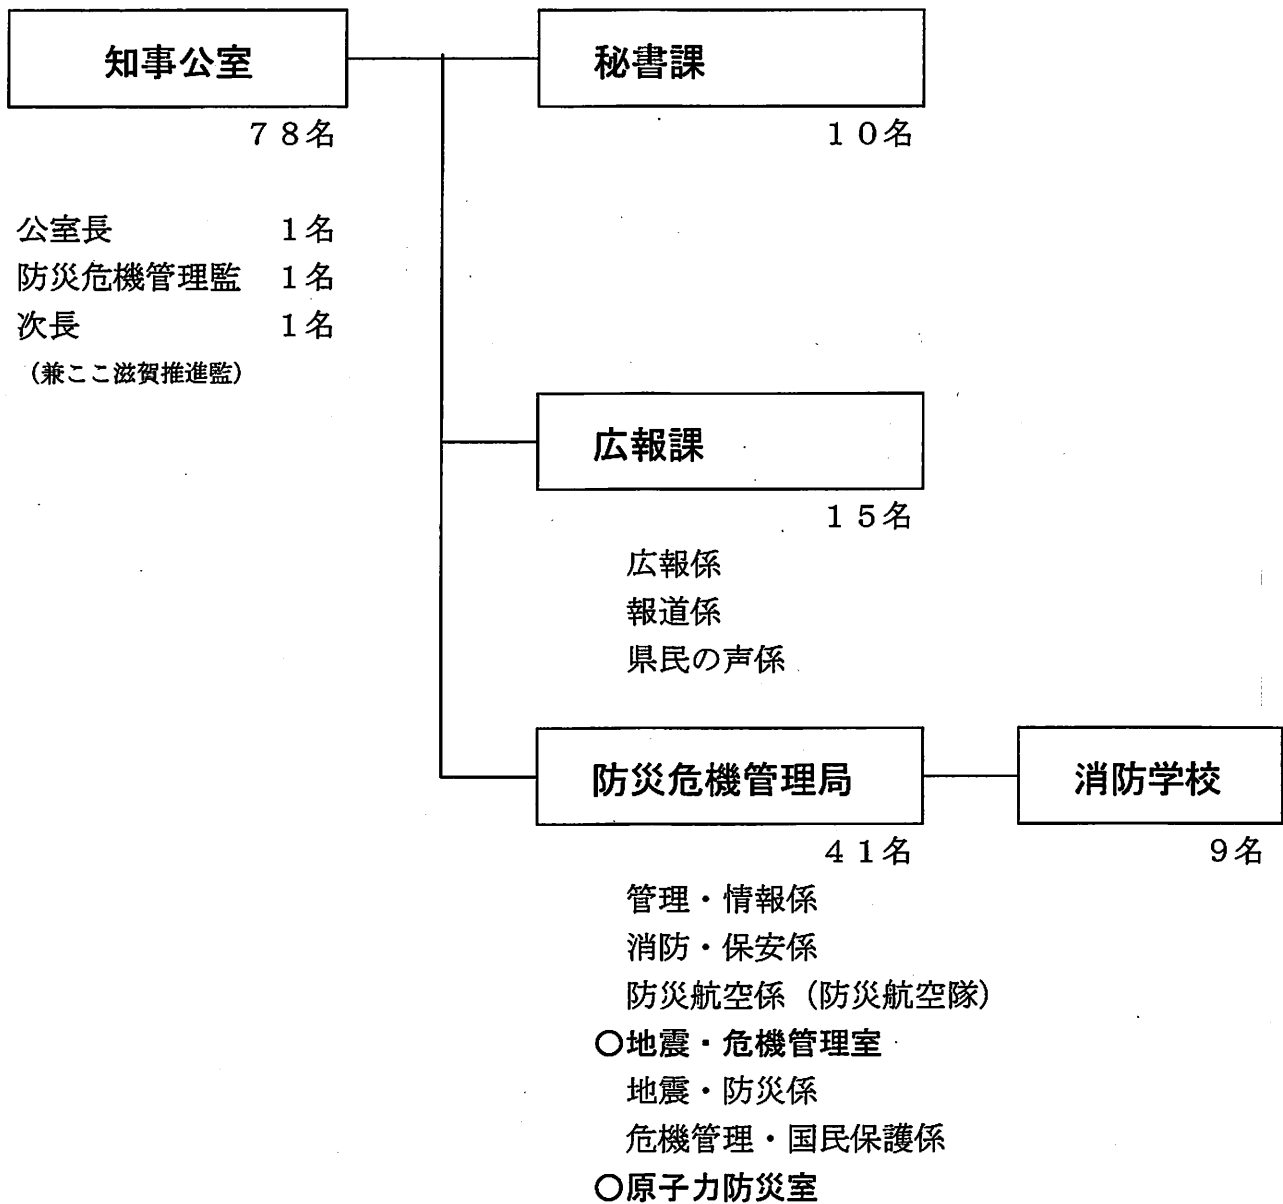 知事公室
78名
公室長 1名
防災危機管理監 1名
次長 1名
(兼ここ滋賀推進監)
秘書課
10名
広報課
15名
広報係
報道係
県民の声係
防災危機管理局
41名
管理・情報係
消防・保安係
防災航空係(防災航空隊)
○地震・危機管理室
地震・防災係
危機管理・国民保護係
○原子力防災室
消防学校
9名